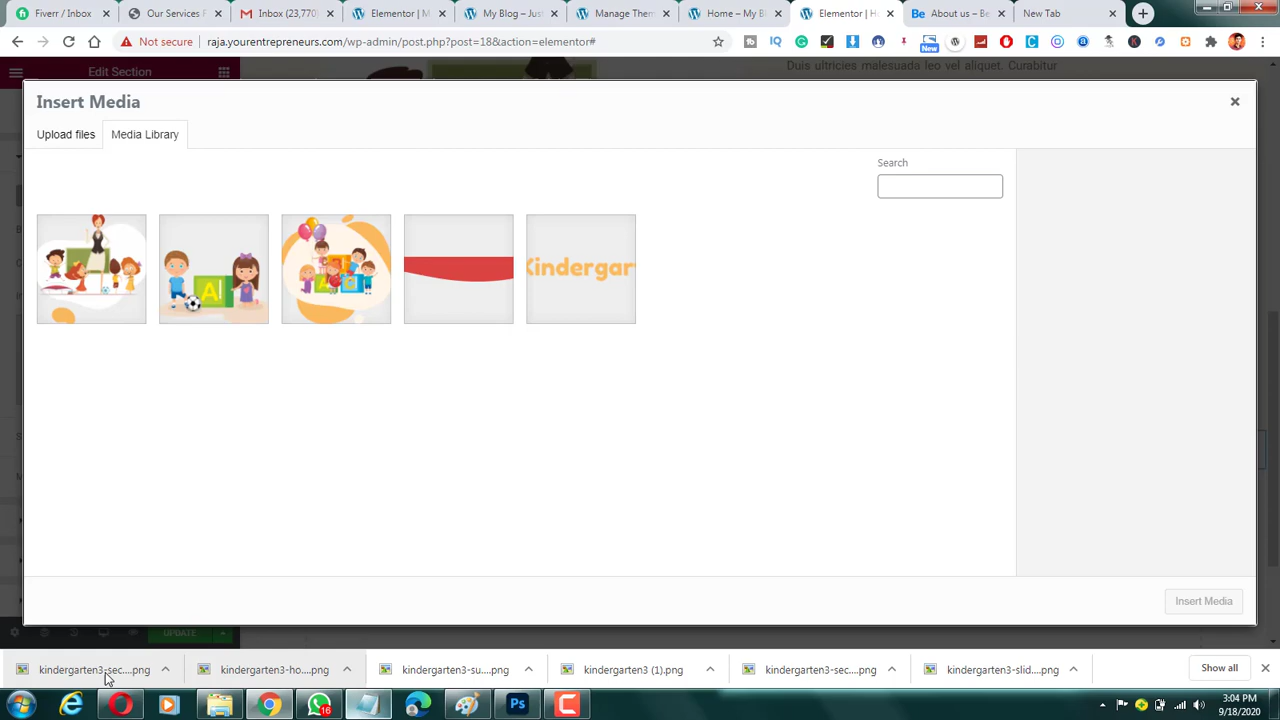 Fiverr / Inbox
Our Services F
Inbox (23,770)
Elementor | M
My Blog – Jus
Manage Them
Home – My Bl
Elementor | H
About us – Be
New Tab
Not secure
raja.yourentrepreneurs.com/wp-admin/post.php?post=18&action=elementor#
New
Edit Section
Duis ultricies malesuada leo vel aliquet. Curabitur
Insert Media
Upload files
Media Library
Search
Kindergar
Insert Media
UPDATE
kindergarten3-sec....png
kindergarten3-ho....png
kindergarten3-su....png
kindergarten3 (1).png
kindergarten3-sec....png
kindergarten3-slid....png
Show all
16
Ps
3:04 PM
9/18/2020